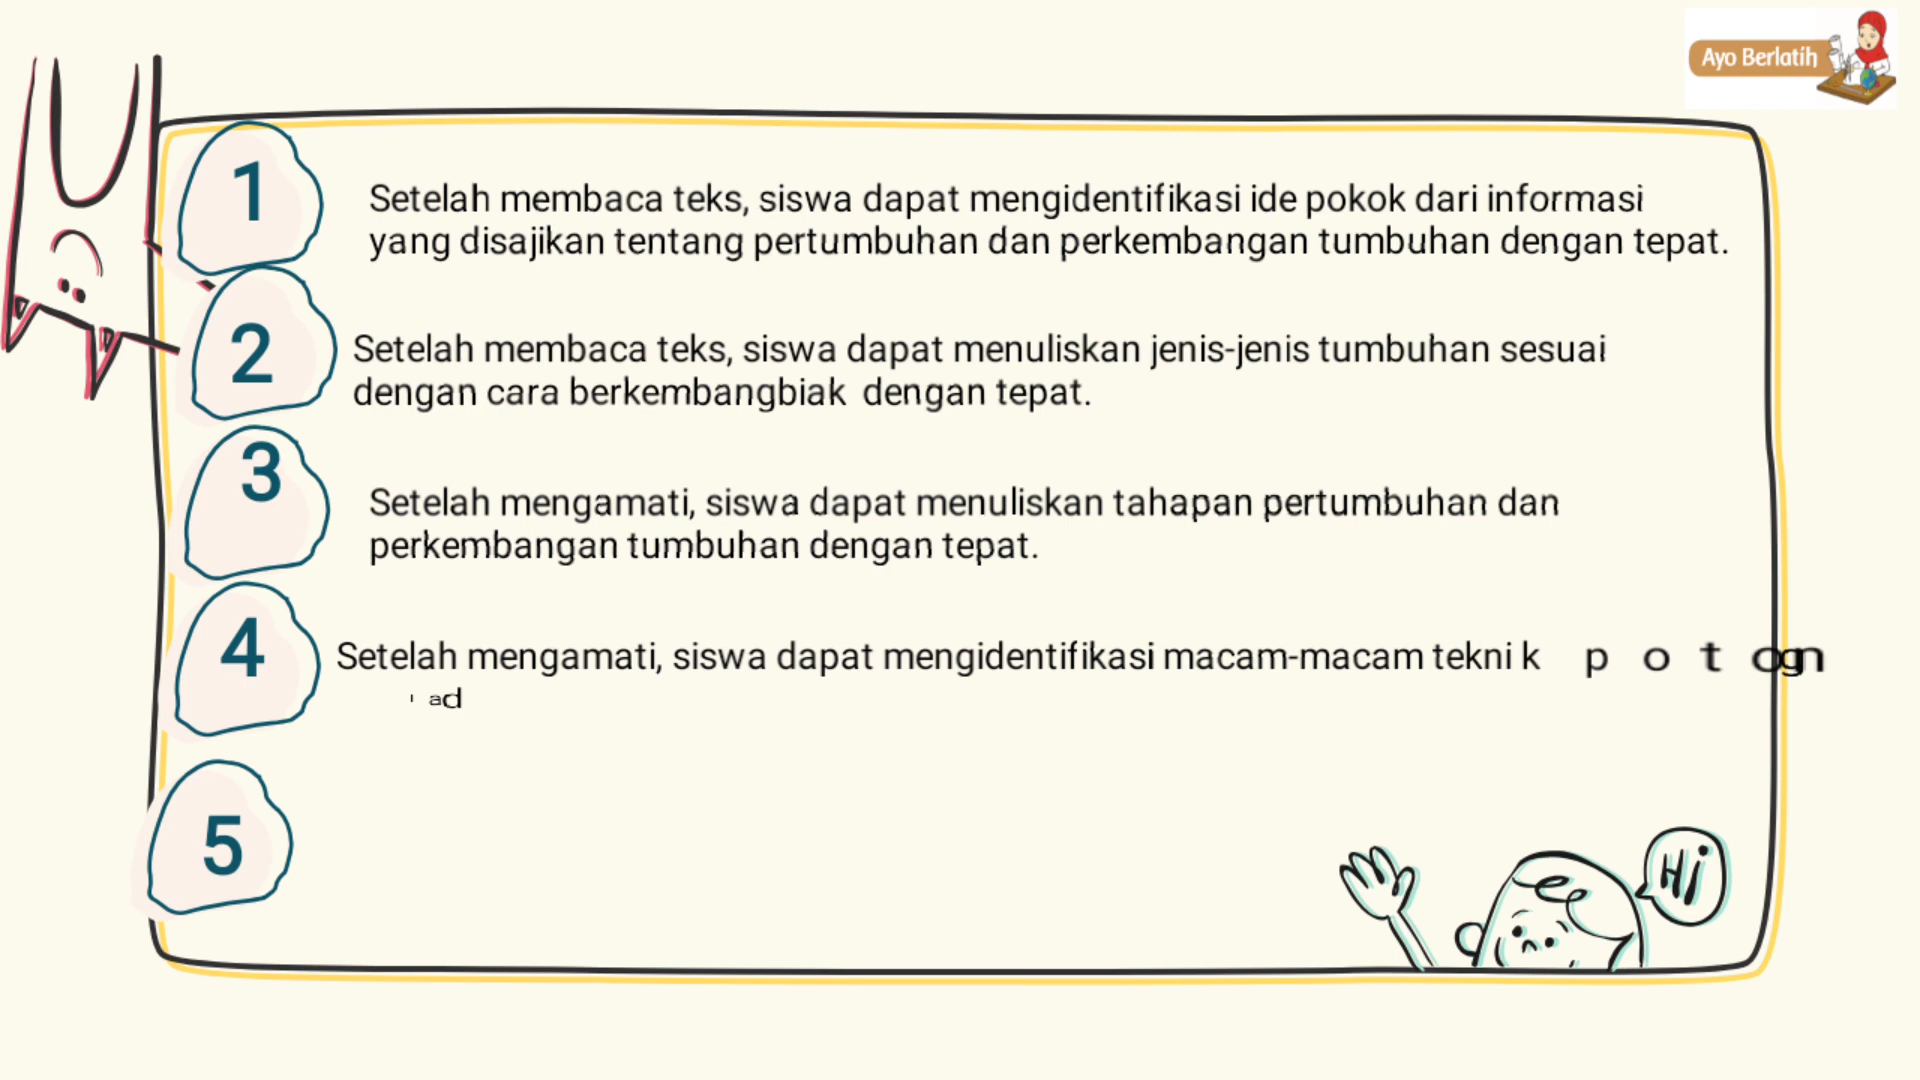 Ayo Berlatih
1
Setelah membaca teks, siswa dapat mengidentifikasi ide pokok dari informasi
yang disajikan tentang pertumbuhan dan perkembangan tumbuhan dengan tepat.
2
Setelah membaca teks, siswa dapat menuliskan jenis-jenis tumbuhan sesuai
dengan cara berkembangbiak dengan tepat.
3
Setelah mengamati, siswa dapat menuliskan tahapan pertumbuhan dan
perkembangan tumbuhan dengan tepat.
4
Setelah mengamati, siswa dapat mengidentifikasi macam-macam teknik
5
Hi